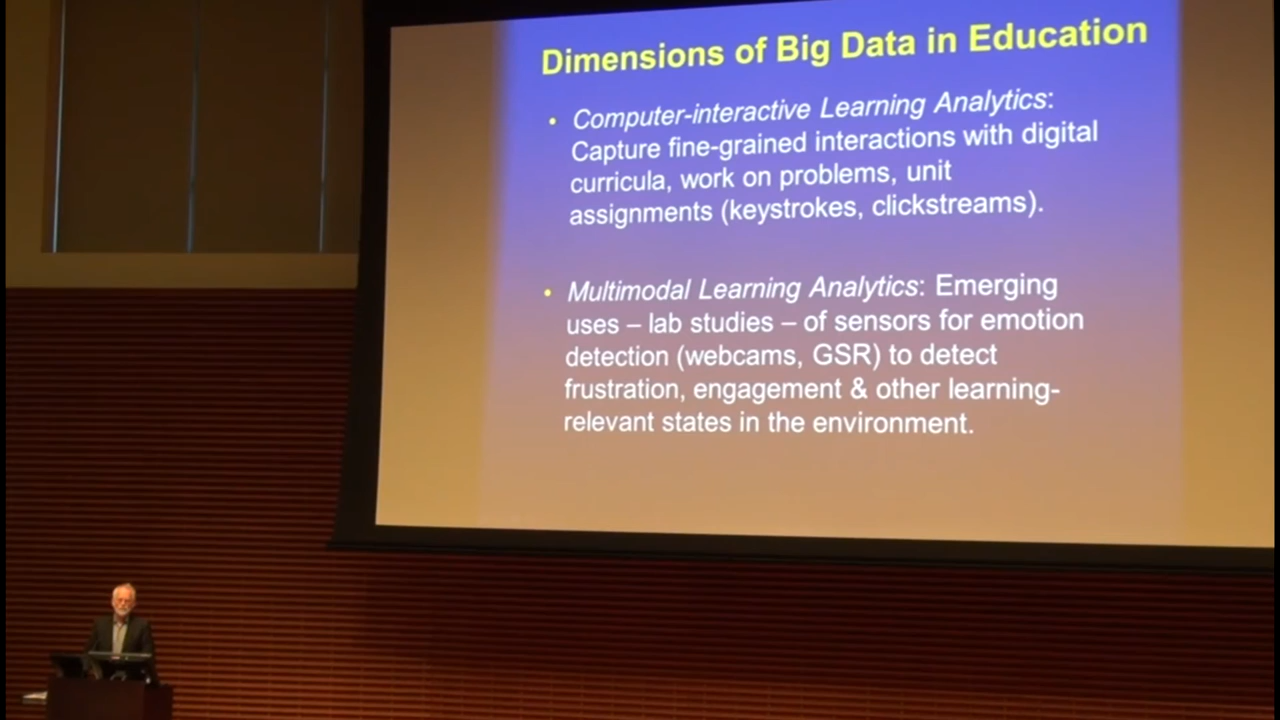 Dimensions of Big Data in Education
• Computer-interactive Learning Analytics:
Capture fine-grained interactions with digital
curricula, work on problems, unit
assignments (keystrokes, clickstreams).
• Multimodal Learning Analytics: Emerging
uses – lab studies – of sensors for emotion
detection (webcams, GSR) to detect
frustration, engagement & other learning-
relevant states in the environment.